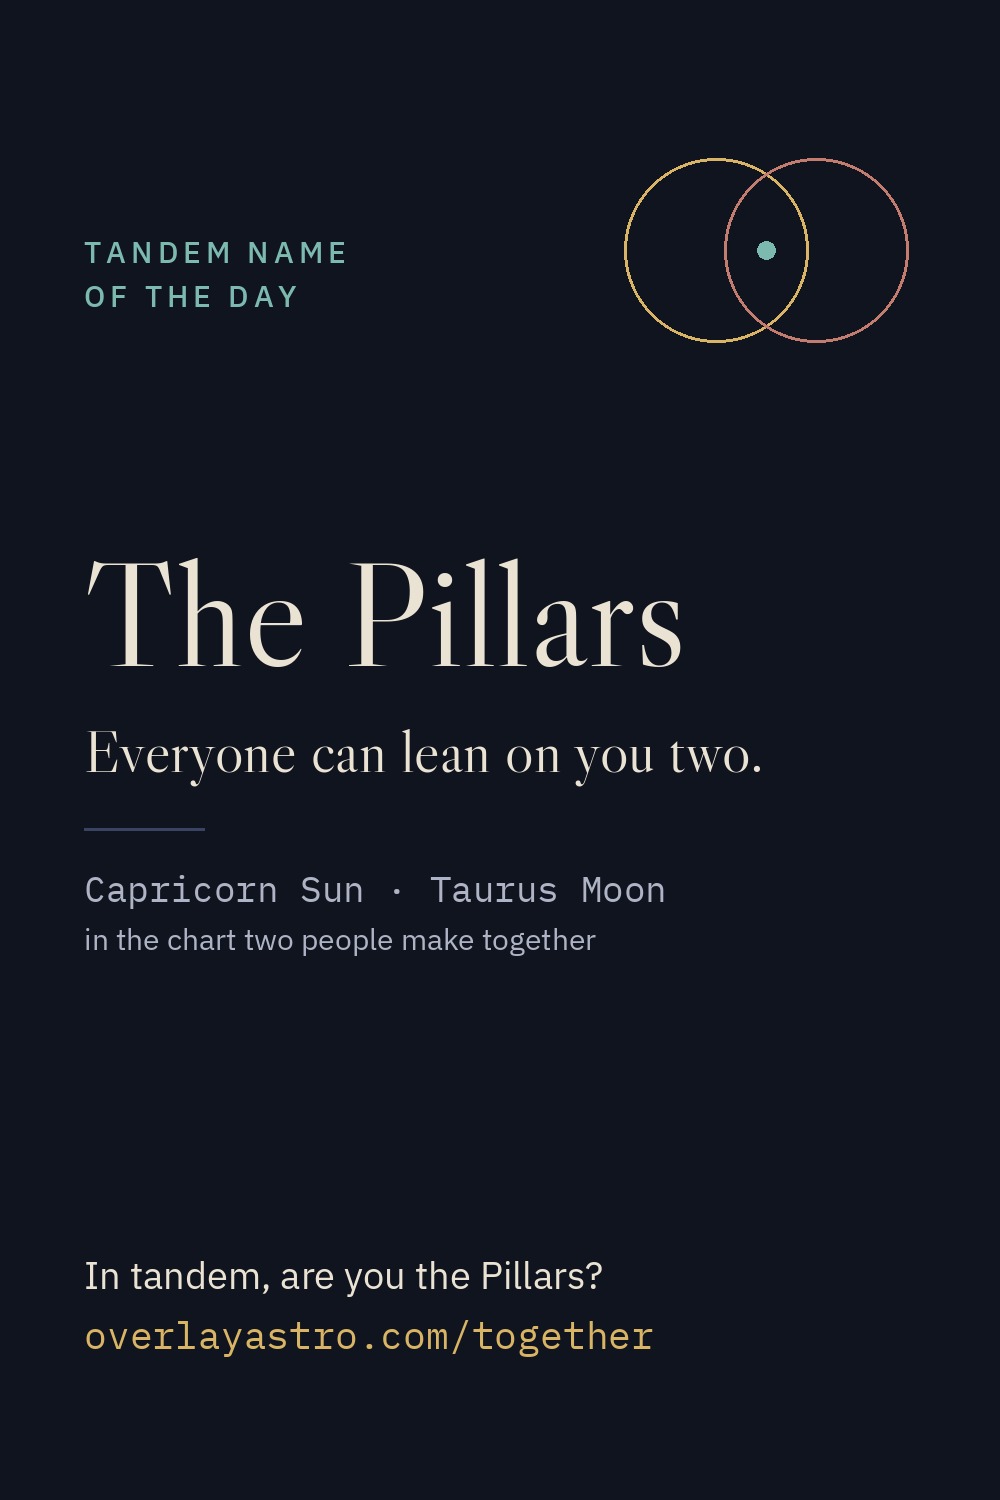 TANDEM NAME
OF THE DAY
The Pillars
Everyone can lean on you two.
Capricorn Sun · Taurus Moon
in the chart two people make together
In tandem, are you the Pillars?
overlayastro.com/together